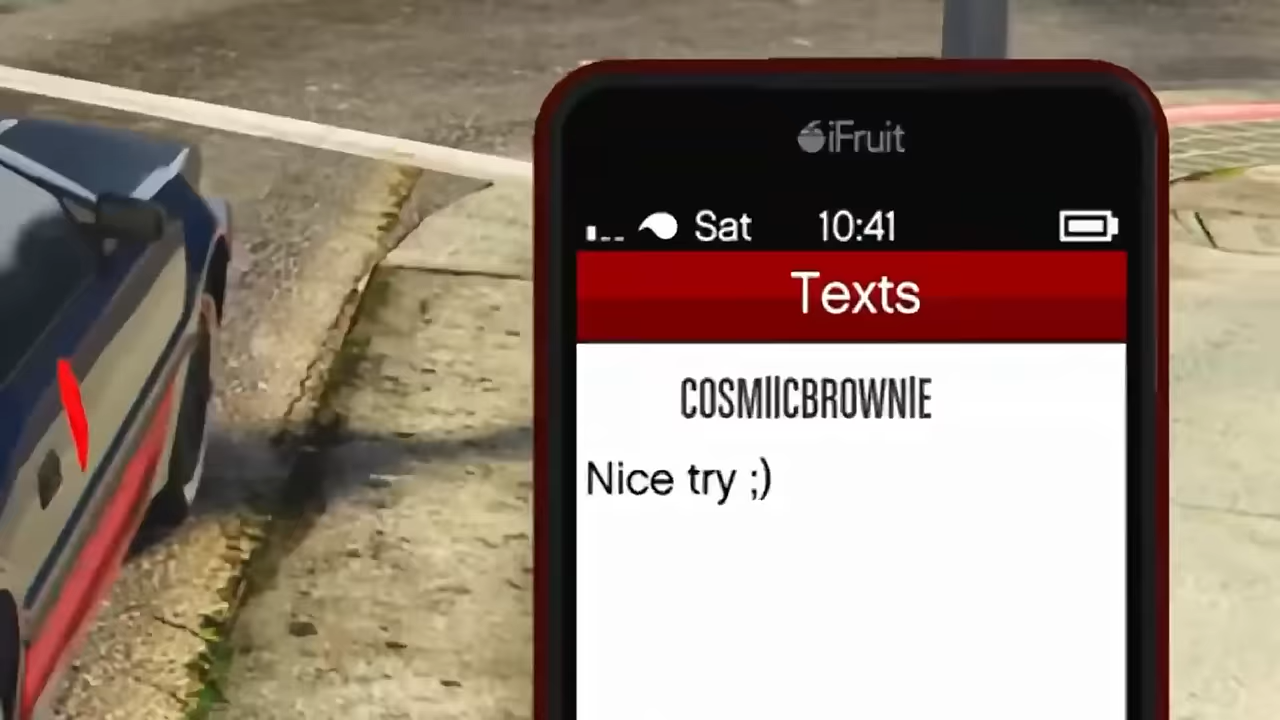 iFruit
Sat 10:41
Texts
COSMIICBROWNIE
Nice try ;)